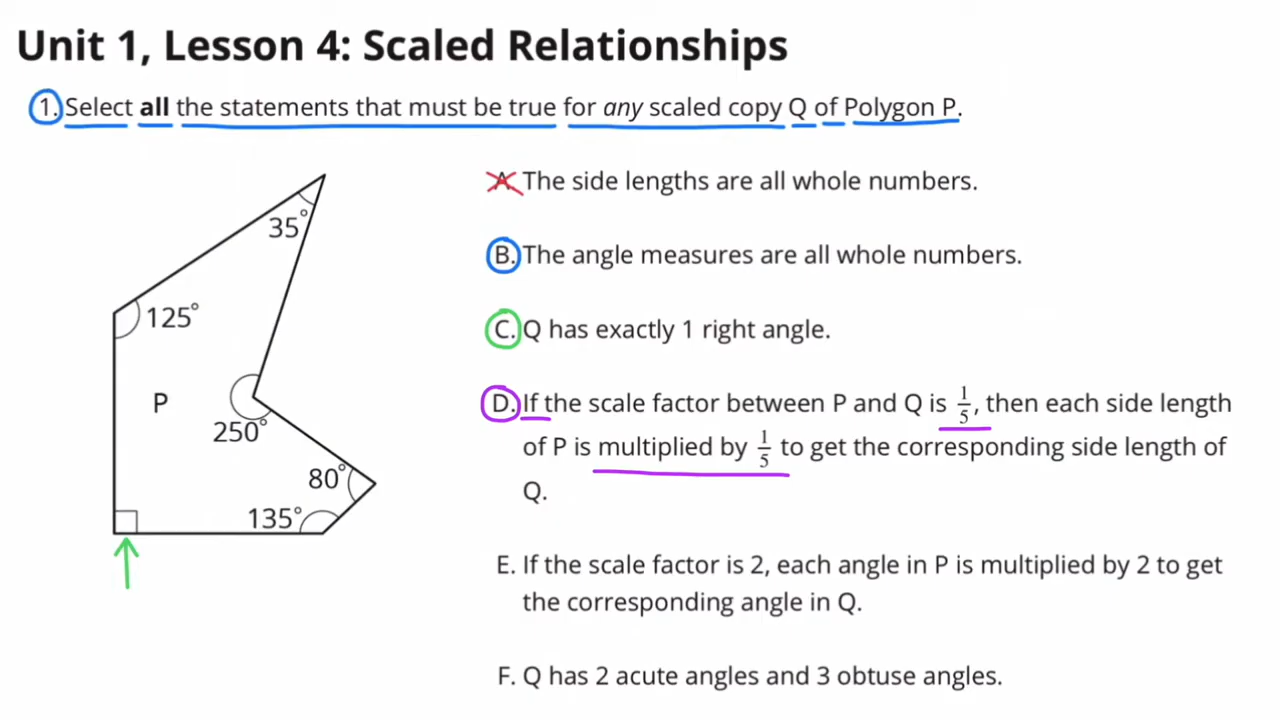 Unit 1, Lesson 4: Scaled Relationships
1. Select all the statements that must be true for any scaled copy Q of Polygon P.
A. The side lengths are all whole numbers.
35°
B. The angle measures are all whole numbers.
125°
C. Q has exactly 1 right angle.
P
D. If the scale factor between P and Q is 1/5, then each side length
250°
of P is multiplied by 1/5 to get the corresponding side length of
80°
Q.
135°
E. If the scale factor is 2, each angle in P is multiplied by 2 to get
the corresponding angle in Q.
F. Q has 2 acute angles and 3 obtuse angles.